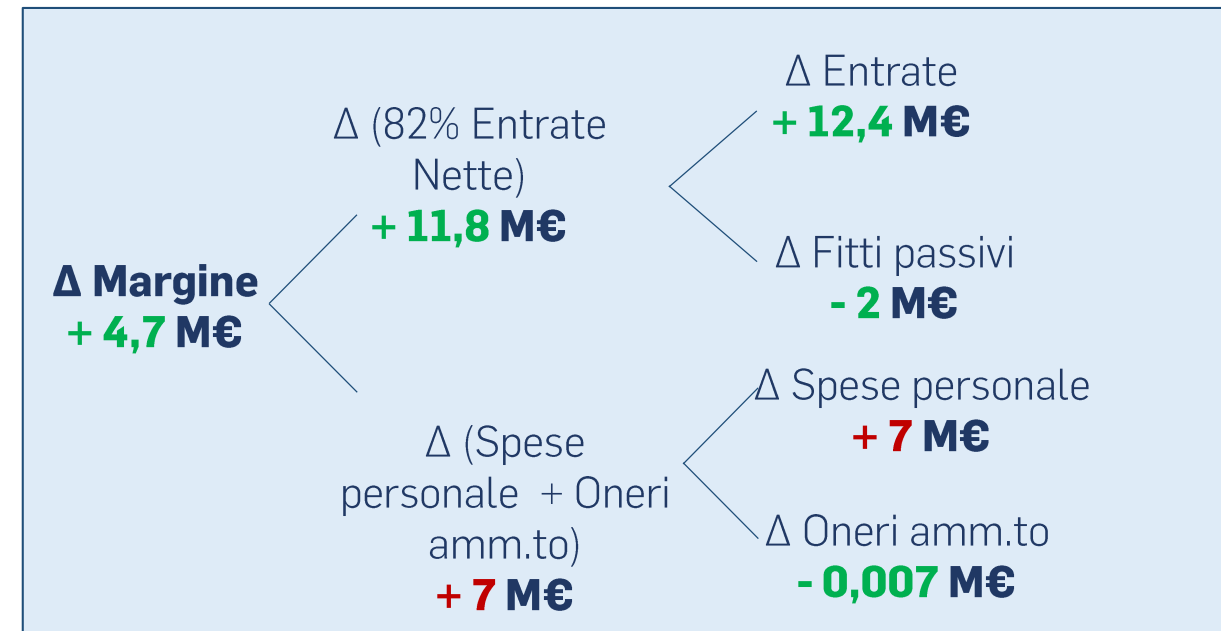 Δ Entrate
+ 12,4 M€
Δ (82% Entrate
Nette)
+ 11,8 M€
Δ Fitti passivi
- 2 M€
Δ Margine
+ 4,7 M€
Δ Spese personale
+ 7 M€
Δ (Spese
personale + Oneri
amm.to)
+ 7 M€
Δ Oneri amm.to
- 0,007 M€